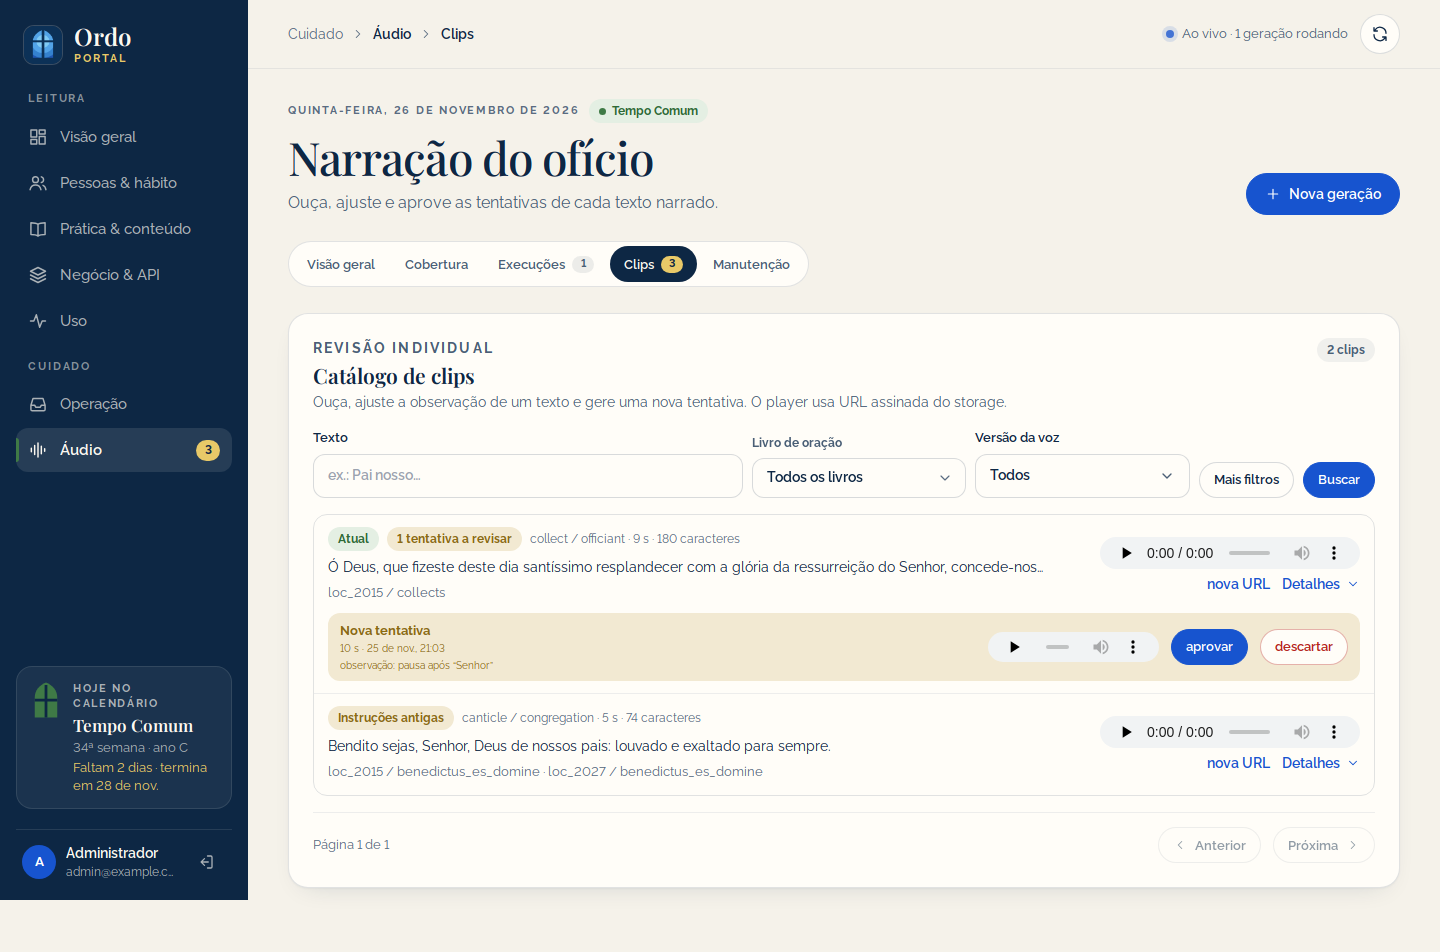 Ordo
PORTAL
LEITURA
Visão geral
Pessoas & hábito
Prática & conteúdo
Negócio & API
Uso
CUIDADO
Operação
Áudio 3
HOJE NO
CALENDÁRIO
Tempo Comum
34ª semana · ano C
Faltam 2 dias · termina
em 28 de nov.
A
Administrador
admin@example.c…
Cuidado > Áudio > Clips
Ao vivo · 1 geração rodando
QUINTA-FEIRA, 26 DE NOVEMBRO DE 2026 Tempo Comum
Narração do ofício
Ouça, ajuste e aprove as tentativas de cada texto narrado.
Nova geração
Visão geral Cobertura Execuções 1 Clips 3 Manutenção
REVISÃO INDIVIDUAL
2 clips
Catálogo de clips
Ouça, ajuste a observação de um texto e gere uma nova tentativa. O player usa URL assinada do storage.
Texto
ex.: Pai nosso…
Livro de oração
Todos os livros
Versão da voz
Todos
Mais filtros
Buscar
Atual 1 tentativa a revisar collect / officiant · 9 s · 180 caracteres
Ó Deus, que fizeste deste dia santíssimo resplandecer com a glória da ressurreição do Senhor, concede-nos…
loc_2015 / collects
0:00 / 0:00
nova URL Detalhes
Nova tentativa
10 s · 25 de nov., 21:03
observação: pausa após “Senhor”
aprovar
descartar
Instruções antigas canticle / congregation · 5 s · 74 caracteres
Bendito sejas, Senhor, Deus de nossos pais: louvado e exaltado para sempre.
loc_2015 / benedictus_es_domine · loc_2027 / benedictus_es_domine
0:00 / 0:00
nova URL Detalhes
Página 1 de 1
Anterior
Próxima